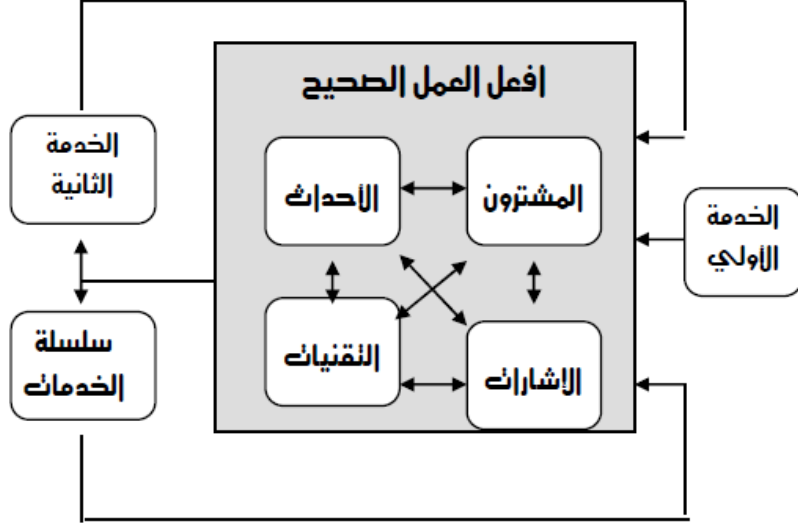 افعل العمل الصحيح
الخدمة
الثانية
المشترون
الأحداث
الخدمة
الأولي
سلسلة
الخدمات
التقنيات
الإشارات